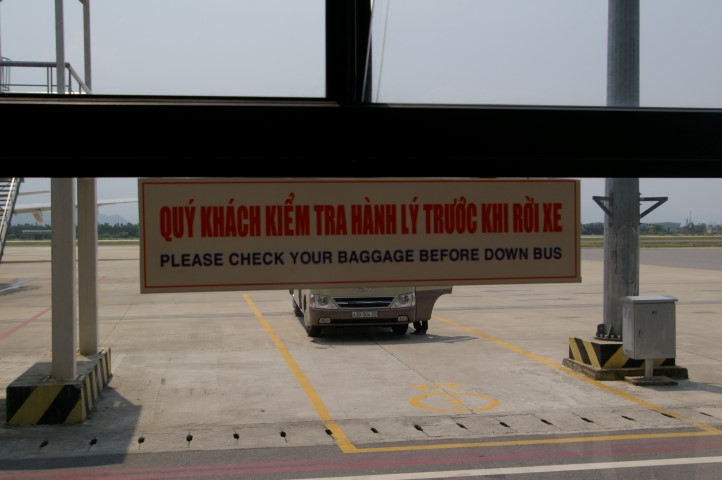 QUÝ KHÁCH KIỂM TRA HÀNH LÝ TRƯỚC KHI RỜI XE
PLEASE CHECK YOUR BAGGAGE BEFORE DOWN BUS